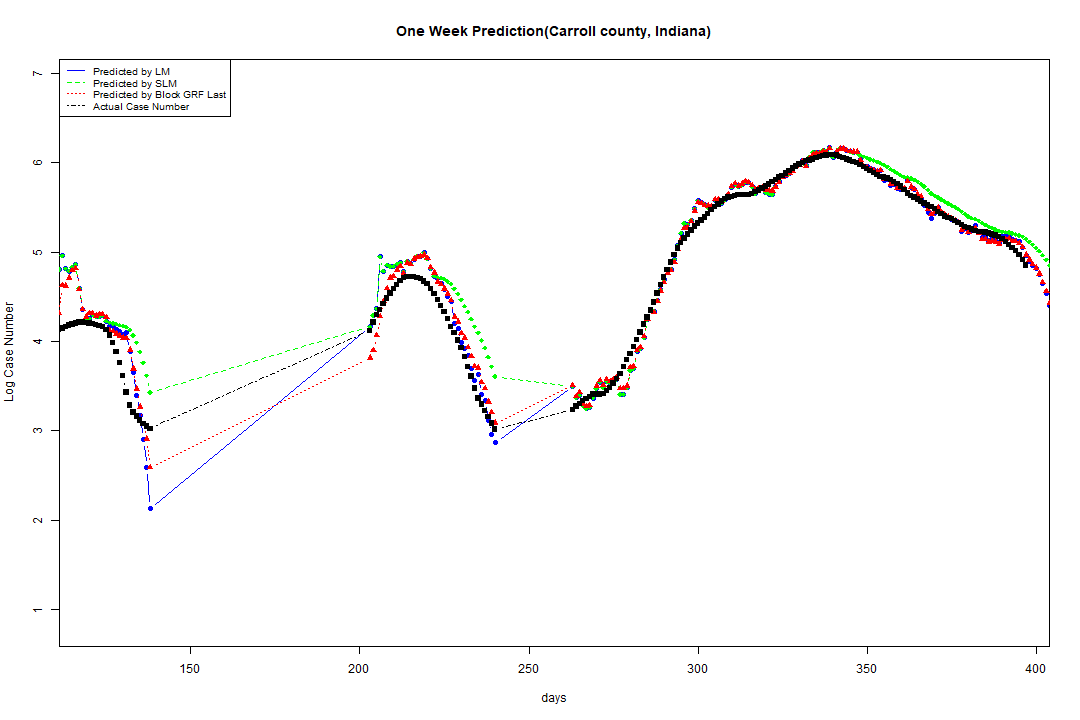 One Week Prediction(Carroll county, Indiana)
Predicted by LM
Predicted by SLM
Predicted by Block GRF Last
Actual Case Number
7
6
5
4
3
2
1
Log Case Number
150
200
250
300
350
400
days